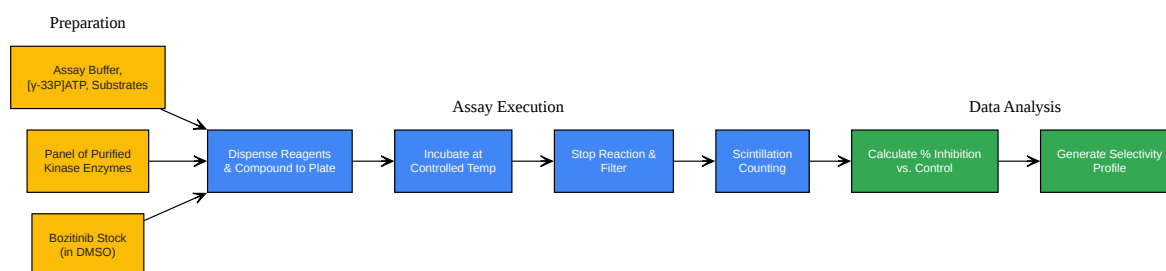 Preparation
Assay Buffer,
[γ-33P]ATP, Substrates
Assay Execution
Data Analysis
Panel of Purified
Kinase Enzymes
Dispense Reagents
& Compound to Plate
Incubate at
Controlled Temp
Stop Reaction &
Filter
Scintillation
Counting
Calculate % Inhibition
vs. Control
Generate Selectivity
Profile
Bozitinib Stock
(in DMSO)